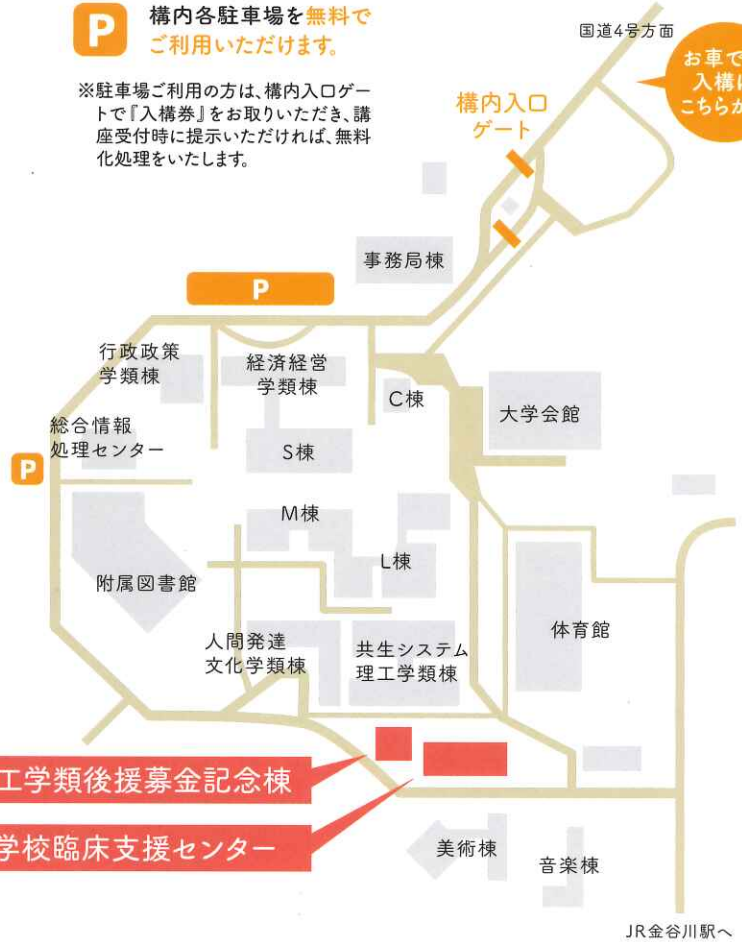 P
構内各駐車場を無料で
ご利用いただけます。
※駐車場ご利用の方は、構内入口ゲー
トで『入構券』をお取りいただき、講
座受付時に提示いただければ、無料
化処理をいたします。
国道4号方面
お車で
入構に
こちらか
構内入口
ゲート
事務局棟
P
行政政策
学類棟
経済経営
学類棟
C棟
大学会館
総合情報
処理センター
S棟
P
M棟
L棟
附属図書館
人間発達
文化学類棟
共生システム
理工学類棟
体育館
工学類後援募金記念棟
学校臨床支援センター
美術棟
音楽棟
JR金谷川駅へ